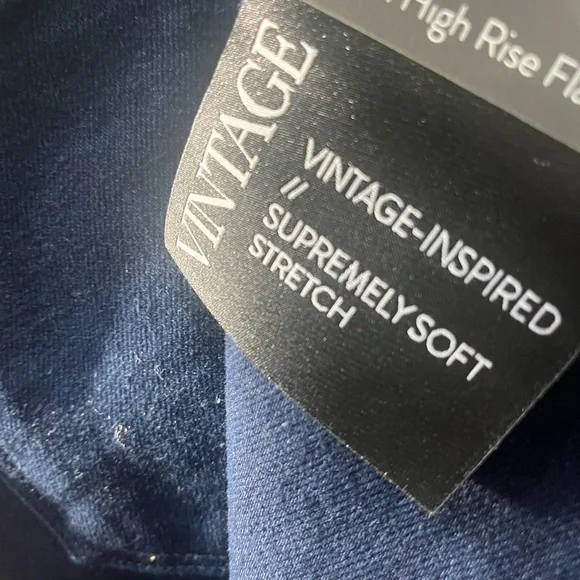 High Rise
VINTAGE
VINTAGE-INSPIRED
//
SUPREMELY SOFT
STRETCH